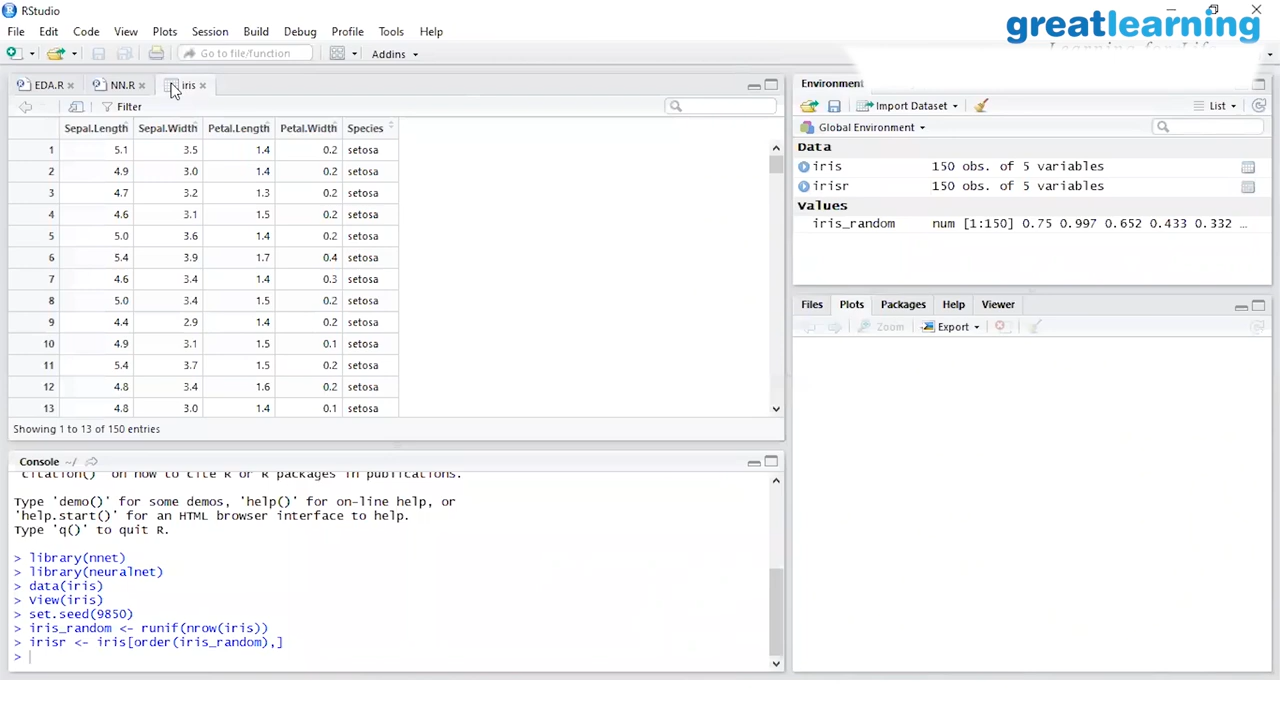 RStudio
greatlearning
Learning for Life
File Edit Code View Plots Session Build Debug Profile Tools Help
Go to file/function Addins
EDA.R NN.R iris
Filter
Sepal.Length Sepal.Width Petal.Length Petal.Width Species
1 5.1 3.5 1.4 0.2 setosa
2 4.9 3.0 1.4 0.2 setosa
3 4.7 3.2 1.3 0.2 setosa
4 4.6 3.1 1.5 0.2 setosa
5 5.0 3.6 1.4 0.2 setosa
6 5.4 3.9 1.7 0.4 setosa
7 4.6 3.4 1.4 0.3 setosa
8 5.0 3.4 1.5 0.2 setosa
9 4.4 2.9 1.4 0.2 setosa
10 4.9 3.1 1.5 0.1 setosa
11 5.4 3.7 1.5 0.2 setosa
12 4.8 3.4 1.6 0.2 setosa
13 4.8 3.0 1.4 0.1 setosa
Showing 1 to 13 of 150 entries
Console ~/
'citation()' on how to cite R or R packages in publications.
Type 'demo()' for some demos, 'help()' for on-line help, or
'help.start()' for an HTML browser interface to help.
Type 'q()' to quit R.
> library(nnet)
> library(neuralnet)
> data(iris)
> View(iris)
> set.seed(9850)
> iris_random <- runif(nrow(iris))
> irisr <- iris[order(iris_random),]
>
Environment
Import Dataset List
Global Environment
Data
iris 150 obs. of 5 variables
irisr 150 obs. of 5 variables
Values
iris_random num [1:150] 0.75 0.997 0.652 0.433 0.332 ...
Files Plots Packages Help Viewer
Zoom Export